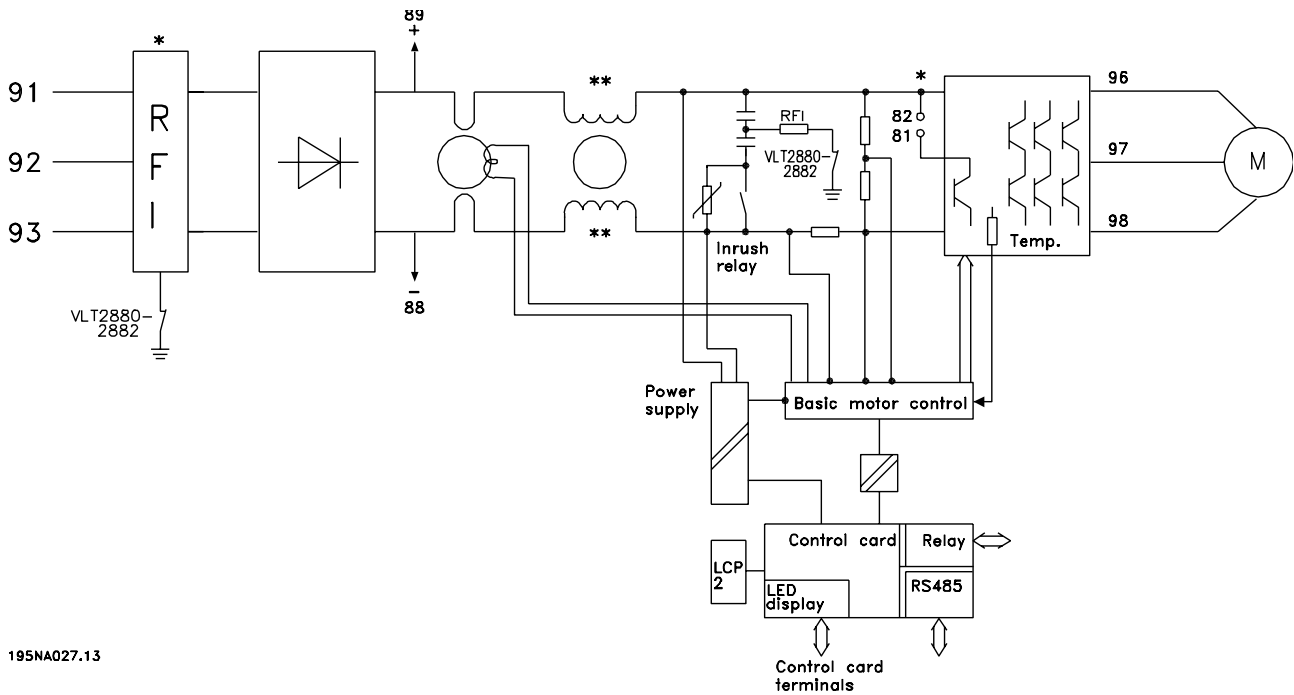 89
+
*
**
*
96
91
R
F
I
82
81
RFI
VLT2880-
2882
92
97
M
93
98
**
Inrush
relay
Temp.
–
88
VLT2880-
2882
Power
supply
Basic motor control
Control card
Relay
LCP
2
LED
display
RS485
195NA027.13
Control card
terminals